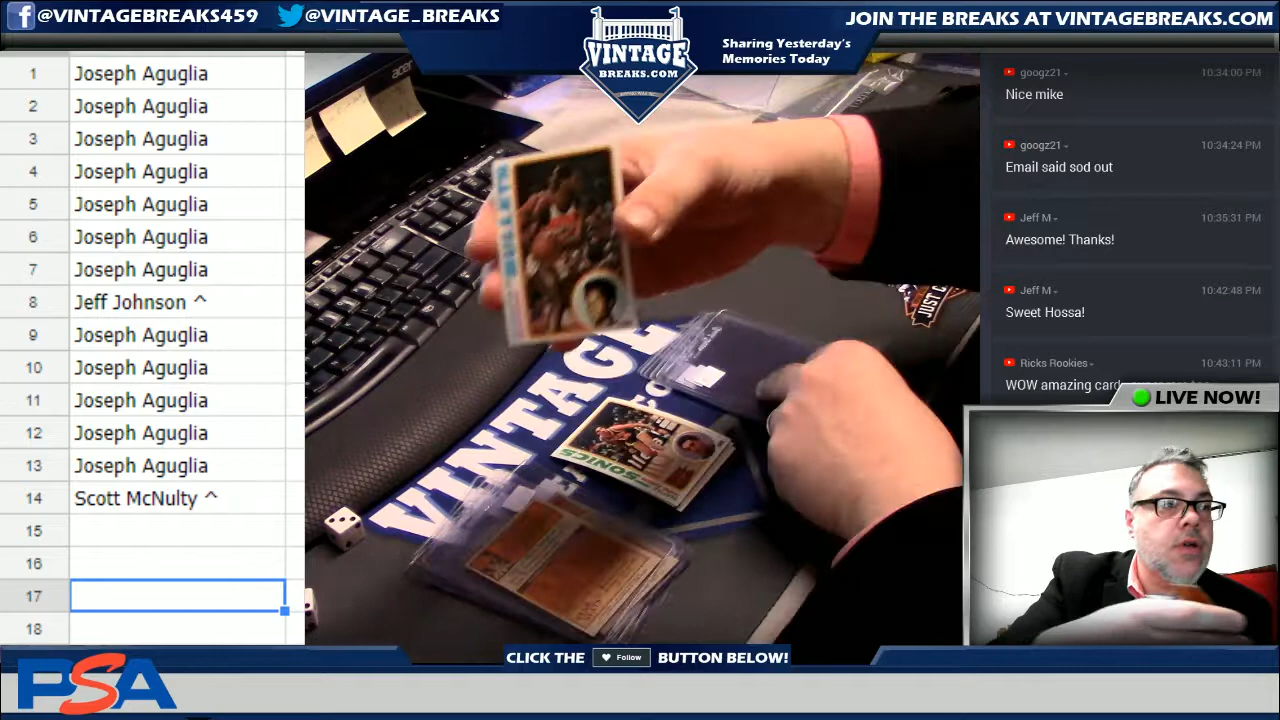 @VINTAGEBREAKS459
@VINTAGE_BREAKS
VINTAGE
BREAKS.COM
Sharing Yesterday's
Memories Today
JOIN THE BREAKS AT VINTAGEBREAKS.COM
1 Joseph Aguglia
2 Joseph Aguglia
3 Joseph Aguglia
4 Joseph Aguglia
5 Joseph Aguglia
6 Joseph Aguglia
7 Joseph Aguglia
8 Jeff Johnson ^
9 Joseph Aguglia
10 Joseph Aguglia
11 Joseph Aguglia
12 Joseph Aguglia
13 Joseph Aguglia
14 Scott McNulty ^
15
16
17
18
acer
VINTAGE
SONICS
JUST C
googz21 10:34:00 PM
Nice mike
googz21 10:34:24 PM
Email said sod out
Jeff M 10:35:31 PM
Awesome! Thanks!
Jeff M 10:42:48 PM
Sweet Hossa!
Ricks Rookies 10:43:11 PM
WOW amazing card
LIVE NOW!
CLICK THE Follow BUTTON BELOW!
PSA